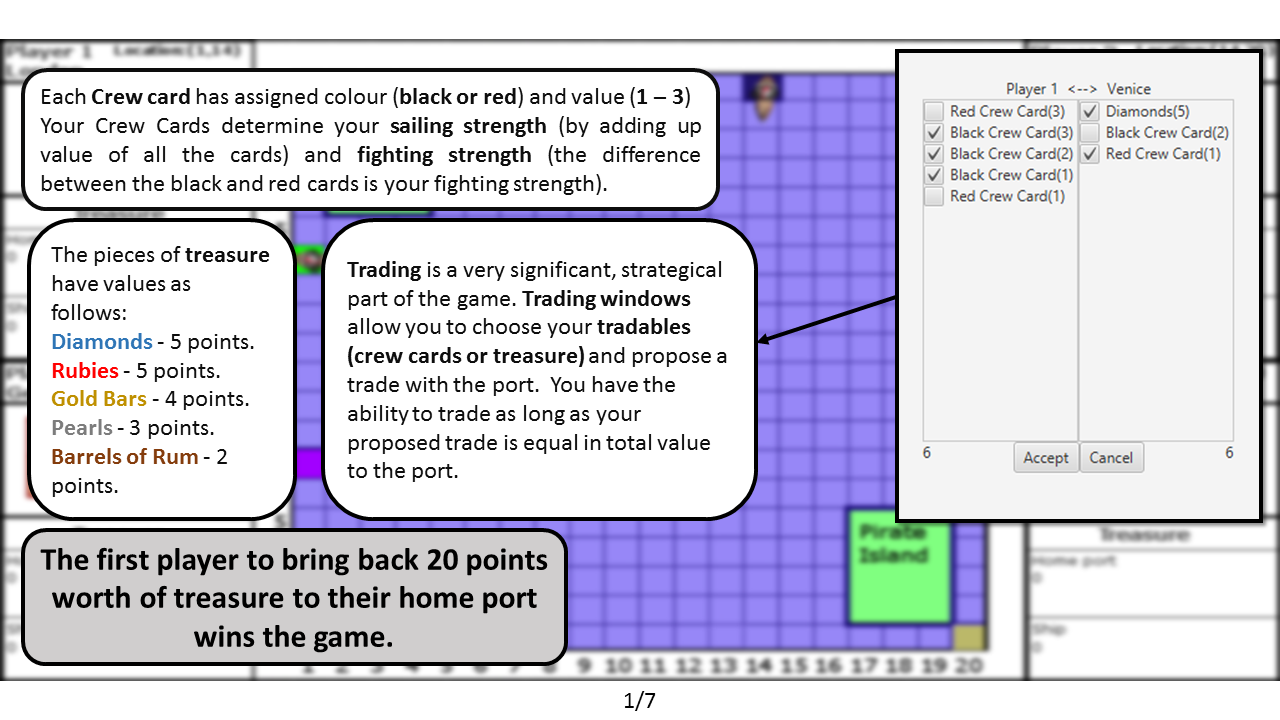 Player 1 Location:(1,14)
London
Each Crew card has assigned colour (black or red) and value (1 – 3)
Your Crew Cards determine your sailing strength (by adding up
value of all the cards) and fighting strength (the difference
between the black and red cards is your fighting strength).
Treasure
The pieces of treasure
have values as
follows:
Diamonds - 5 points.
Rubies - 5 points.
Gold Bars - 4 points.
Pearls - 3 points.
Barrels of Rum - 2
points.
Trading is a very significant, strategical
part of the game. Trading windows
allow you to choose your tradables
(crew cards or treasure) and propose a
trade with the port.  You have the
ability to trade as long as your
proposed trade is equal in total value
to the port.
Player 1 <--> Venice
Red Crew Card(3) Diamonds(5)
Black Crew Card(3) Black Crew Card(2)
Black Crew Card(2) Red Crew Card(1)
Black Crew Card(1)
Red Crew Card(1)
6 6
Accept Cancel
The first player to bring back 20 points
worth of treasure to their home port
wins the game.
Pirate
Island
Treasure
Home port
0
Ship
0
1 2 3 4 5 6 7 8 9 10 11 12 13 14 15 16 17 18 19 20
1/7